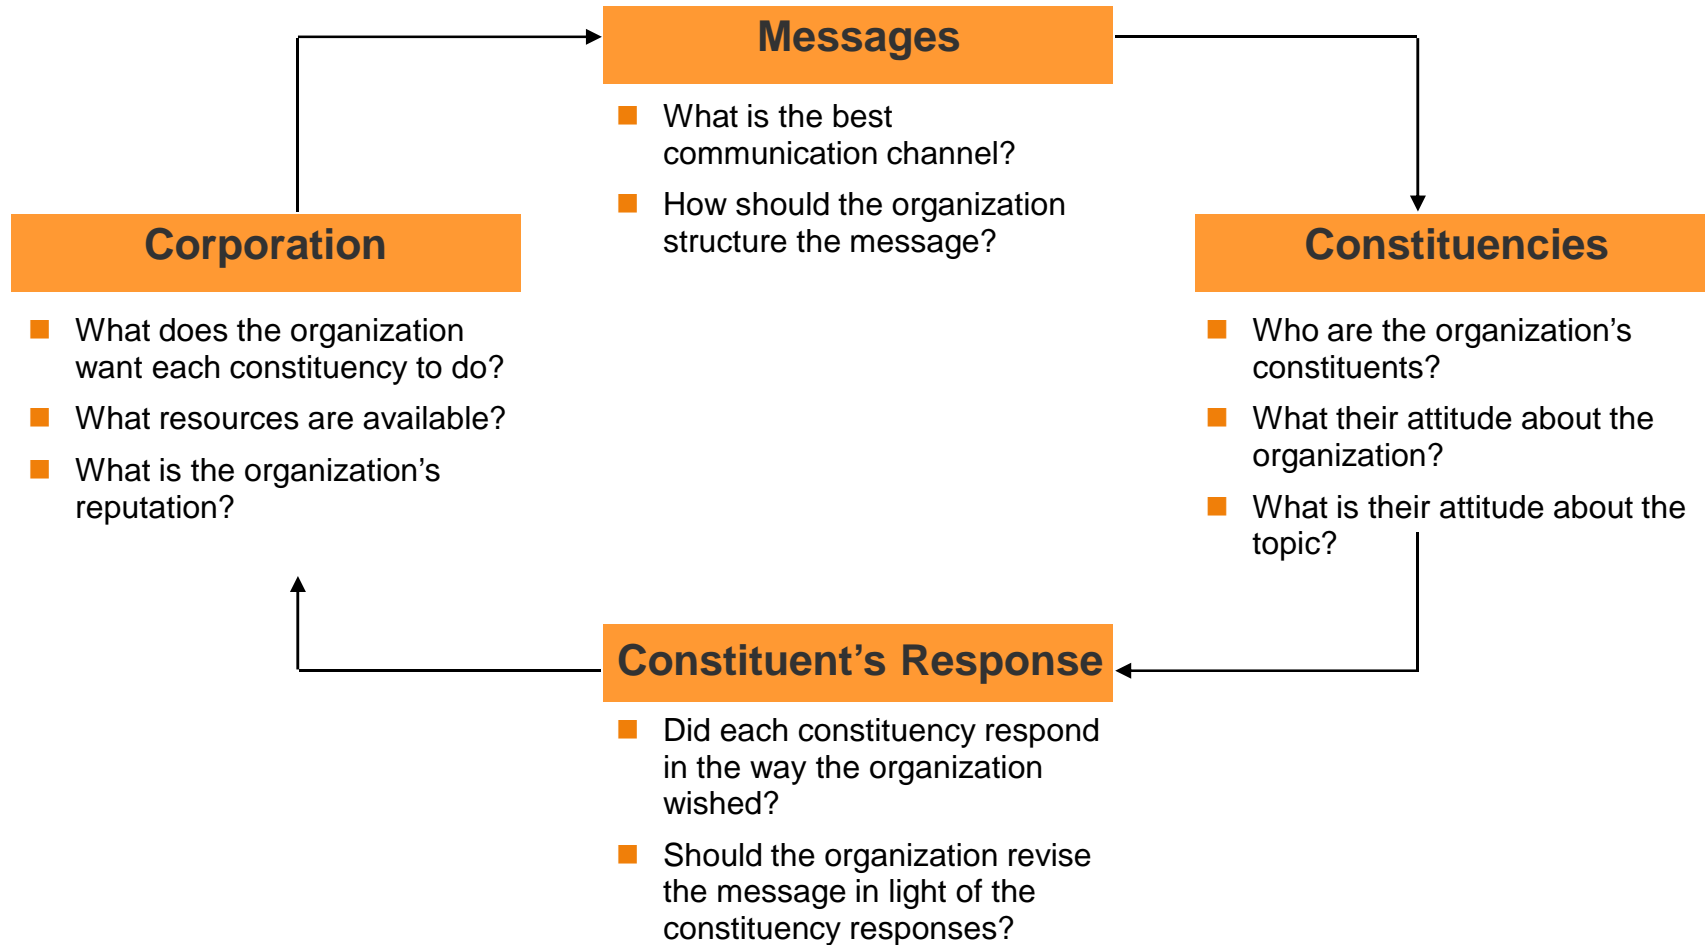 Messages
What is the best
communication channel?
How should the organization
structure the message?
Corporation
What does the organization
want each constituency to do?
What resources are available?
What is the organization’s
reputation?
Constituencies
Who are the organization’s
constituents?
What their attitude about the
organization?
What is their attitude about the
topic?
Constituent’s Response
Did each constituency respond
in the way the organization
wished?
Should the organization revise
the message in light of the
constituency responses?